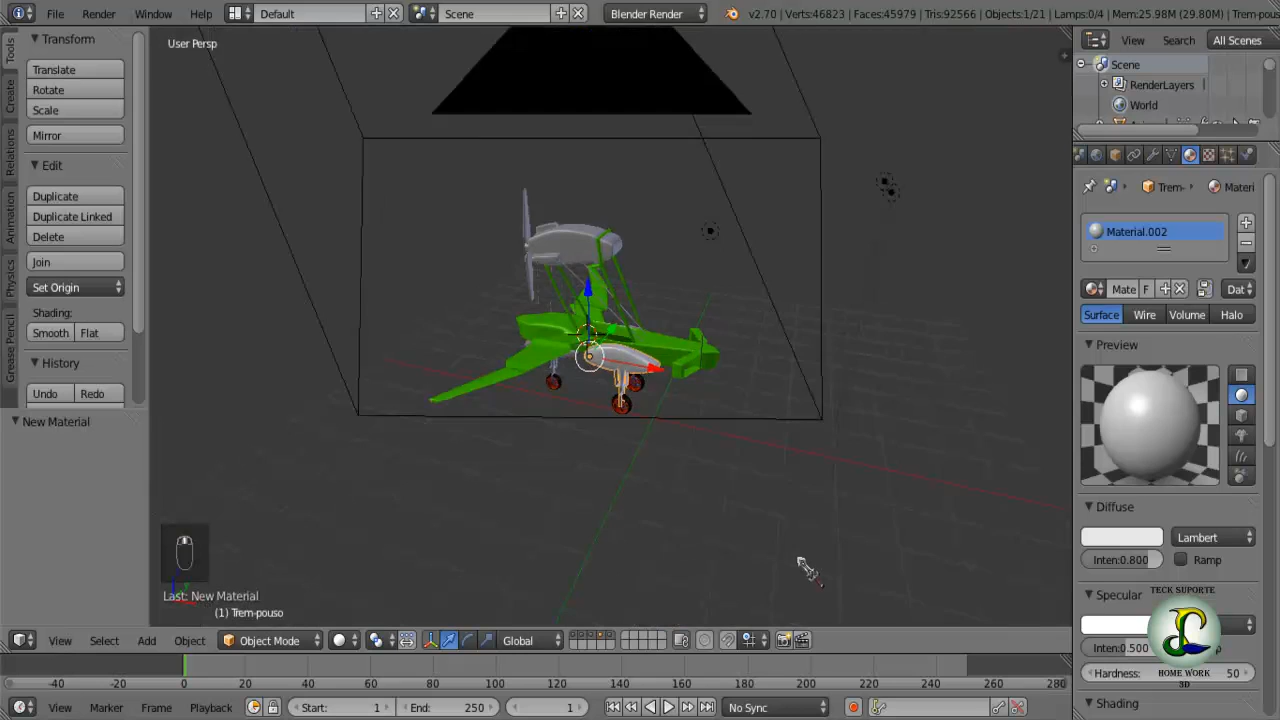 File Render Window Help Default Scene Blender Render v2.70 | Verts:46823 | Faces:45979 | Tris:92566 | Objects:1/21 | Lamps:0/4 | Mem:25.98M (29.80M) | Trem-pous
User Persp
View Search All Scenes
Scene
RenderLayers
World
Tools
Create
Relations
Animation
Physics
Grease Pencil
Transform
Translate
Rotate
Scale
Mirror
Edit
Duplicate
Duplicate Linked
Delete
Join
Set Origin
Shading:
Smooth Flat
History
Undo Redo
New Material
Trem- Materi
Material.002
Mate F Dat
Surface Wire Volume Halo
Preview
Diffuse
Lambert
Inten:0.800 Ramp
Specular
TECK SUPORTE
Inten:0.500
Hardness: 50
HOME WORK
3D
Shading
Last: New Material
(1) Trem-pouso
View Select Add Object Object Mode Global
-40 -20 0 20 40 60 80 100 120 140 160 180 200 220 240 260 280
View Marker Frame Playback Start: 1 End: 250 1 No Sync